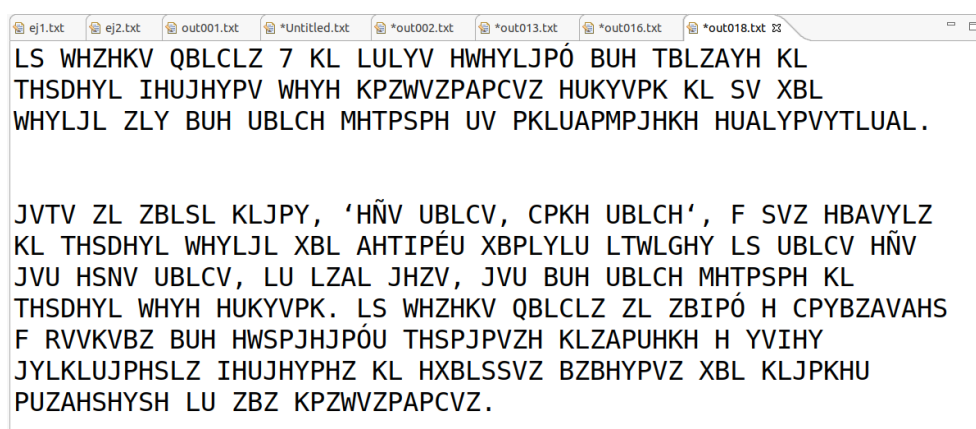 ej1.txt ej2.txt out001.txt *Untitled.txt *out002.txt *out013.txt *out016.txt *out018.txt
LS WHZHKV QBLCLZ 7 KL LULYV HWHYLJPÓ BUH TBLZAYH KL
THSDHYL IHUJHYPV WHYH KPZWVZPAPCVZ HUKYVPK KL SV XBL
WHYLJL ZLY BUH UBLCH MHTPSPH UV PKLUAPMPJHKH HUALYPVYTLUAL.
JVTV ZL ZBLSL KLJPY, ‘HÑV UBLCV, CPKH UBLCH‘, F SVZ HBAVYLZ
KL THSDHYL WHYLJL XBL AHTIPÉU XBPLYLU LTWLGHY LS UBLCV HÑV
JVU HSNV UBLCV, LU LZAL JHZV, JVU BUH UBLCH MHTPSPH KL
THSDHYL WHYH HUKYVPK. LS WHZHKV QBLCLZ ZL ZBIPÓ H CPYBZAVAHS
F RVVKVBZ BUH HWSPJHJPÓU THSPJPVZH KLZAPUHKH H YVIHY
JYLKLUJPHSLZ IHUJHYPHZ KL HXBLSSVZ BZBHYPVZ XBL KLJPKHU
PUZAHSHYSH LU ZBZ KPZWVZPAPCVZ.